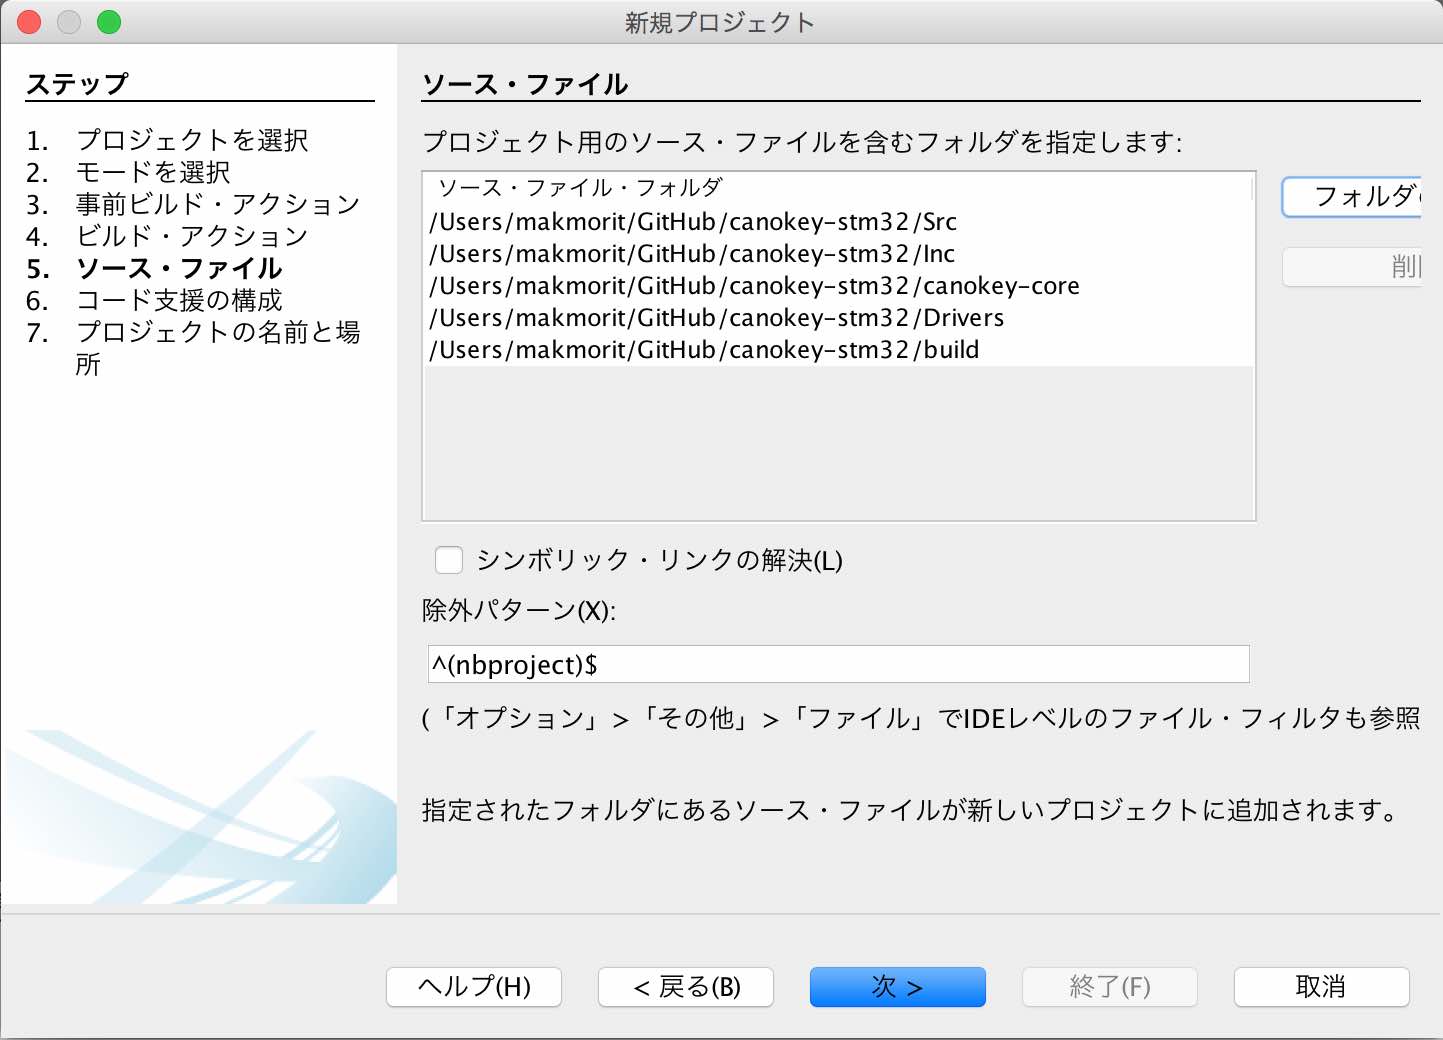 新規プロジェクト
ステップ
1. プロジェクトを選択
2. モードを選択
3. 事前ビルド・アクション
4. ビルド・アクション
5. ソース・ファイル
6. コード支援の構成
7. プロジェクトの名前と場
所
ソース・ファイル
プロジェクト用のソース・ファイルを含むフォルダを指定します:
ソース・ファイル・フォルダ
/Users/makmorit/GitHub/canokey-stm32/Src
/Users/makmorit/GitHub/canokey-stm32/Inc
/Users/makmorit/GitHub/canokey-stm32/canokey-core
/Users/makmorit/GitHub/canokey-stm32/Drivers
/Users/makmorit/GitHub/canokey-stm32/build
フォルダ
削
シンボリック・リンクの解決(L)
除外パターン(X):
^(nbproject)$
(「オプション」>「その他」>「ファイル」でIDEレベルのファイル・フィルタも参照
指定されたフォルダにあるソース・ファイルが新しいプロジェクトに追加されます。
ヘルプ(H)
< 戻る(B)
次 >
終了(F)
取消